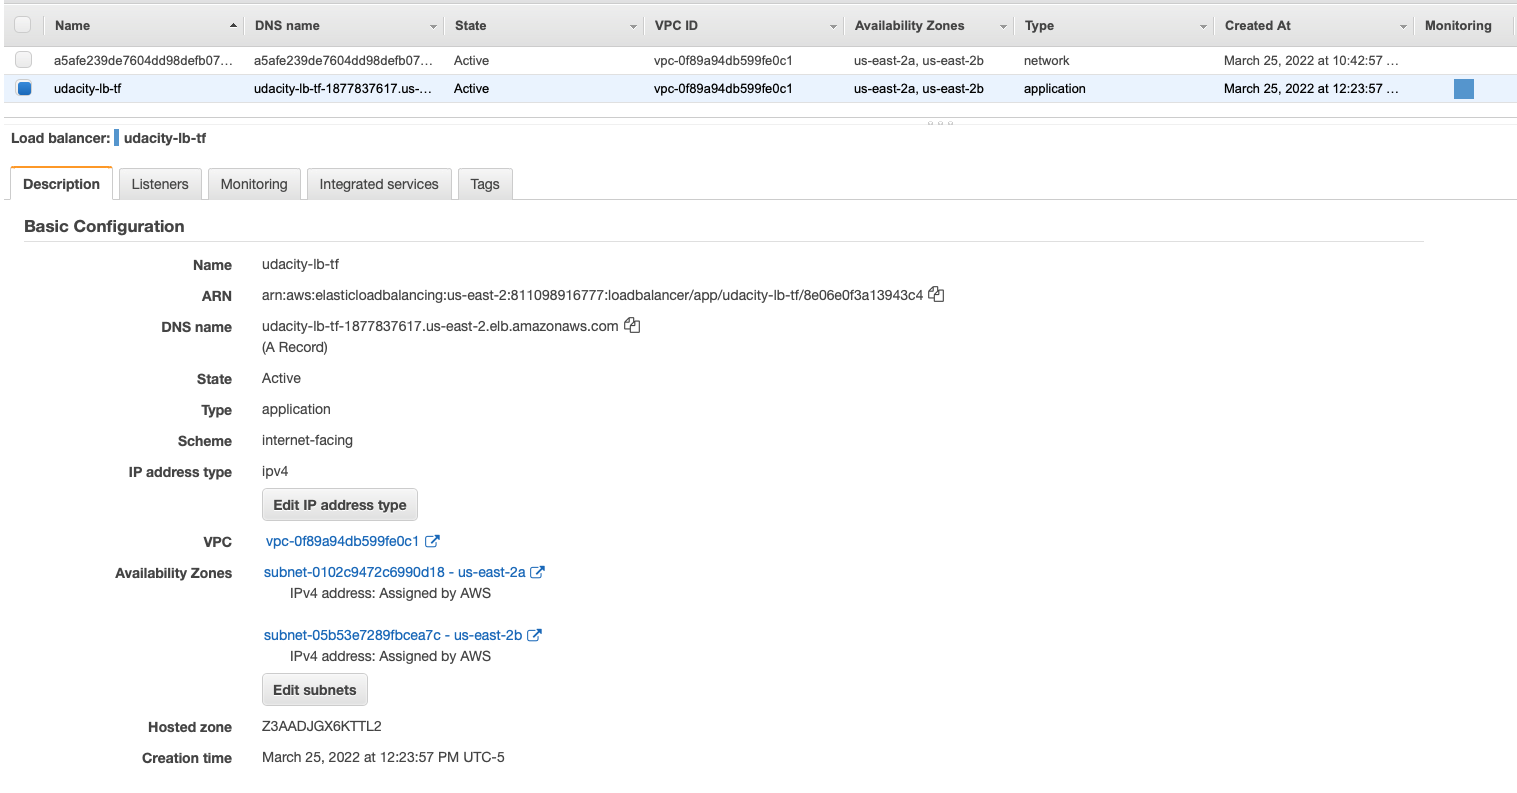 Name DNS name State VPC ID Availability Zones Type Created At Monitoring
a5afe239de7604dd98defb07... a5afe239de7604dd98defb07... Active vpc-0f89a94db599fe0c1 us-east-2a, us-east-2b network March 25, 2022 at 10:42:57 ...
udacity-lb-tf udacity-lb-tf-1877837617.us-... Active vpc-0f89a94db599fe0c1 us-east-2a, us-east-2b application March 25, 2022 at 12:23:57 ...
Load balancer: udacity-lb-tf
Description Listeners Monitoring Integrated services Tags
Basic Configuration
Name udacity-lb-tf
ARN arn:aws:elasticloadbalancing:us-east-2:811098916777:loadbalancer/app/udacity-lb-tf/8e06e0f3a13943c4
DNS name udacity-lb-tf-1877837617.us-east-2.elb.amazonaws.com
(A Record)
State Active
Type application
Scheme internet-facing
IP address type ipv4
Edit IP address type
VPC vpc-0f89a94db599fe0c1
Availability Zones subnet-0102c9472c6990d18 - us-east-2a
IPv4 address: Assigned by AWS
subnet-05b53e7289fbcea7c - us-east-2b
IPv4 address: Assigned by AWS
Edit subnets
Hosted zone Z3AADJGX6KTTL2
Creation time March 25, 2022 at 12:23:57 PM UTC-5